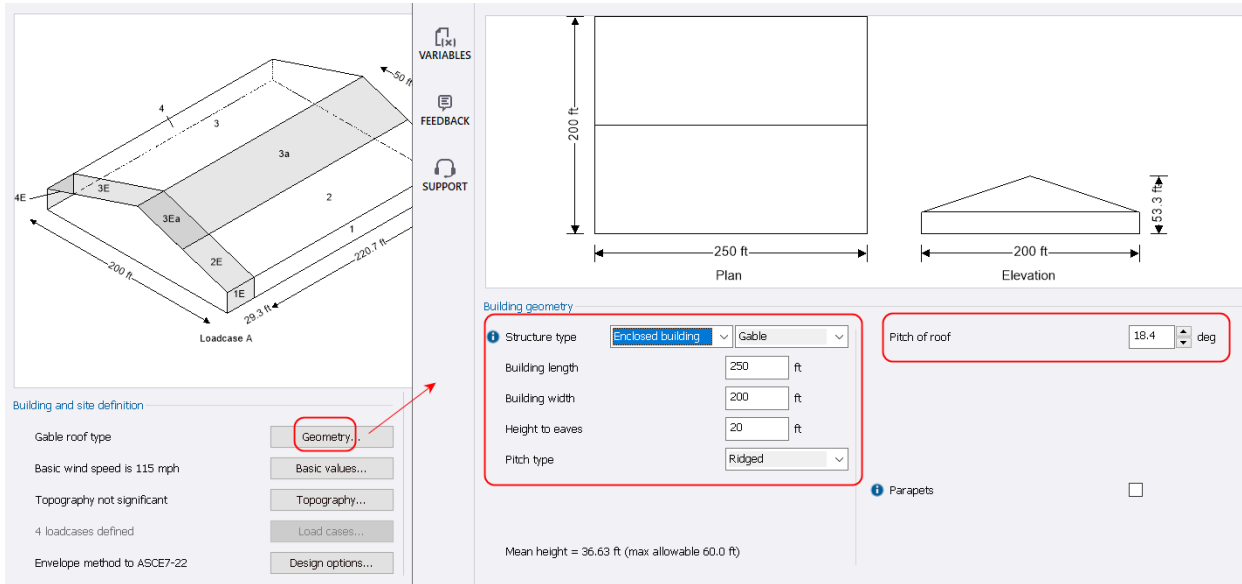 4
3
3a
50 ft
4E
3E
3Ea
2
2E
1
1E
200 ft
29.3 ft
220.7 ft
Loadcase A
Building and site definition
Gable roof type
Geometry...
Basic wind speed is 115 mph
Basic values...
Topography not significant
Topography...
4 loadcases defined
Load cases...
Envelope method to ASCE7-22
Design options...
VARIABLES
FEEDBACK
SUPPORT
200 ft
250 ft
Plan
53.3 ft
200 ft
Elevation
Building geometry
Structure type Enclosed building Gable
Building length 250 ft
Building width 200 ft
Height to eaves 20 ft
Pitch type Ridged
Mean height = 36.63 ft (max allowable 60.0 ft)
Pitch of roof 18.4 deg
Parapets